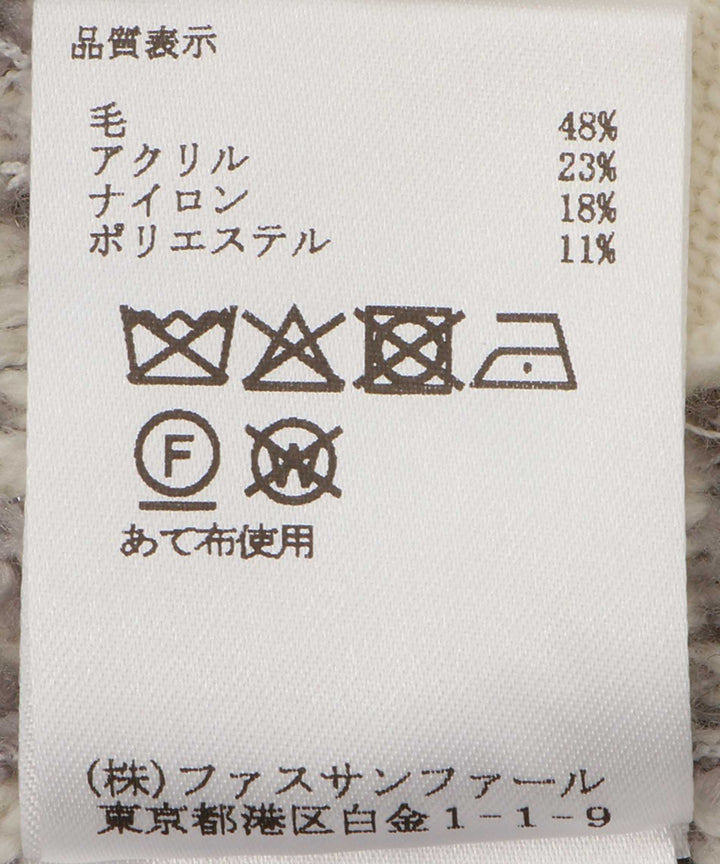 品質表示
毛 48%
アクリル 23%
ナイロン 18%
ポリエステル 11%
F W
あて布使用
(株)ファスサンファール
東京都港区白金1-1-9